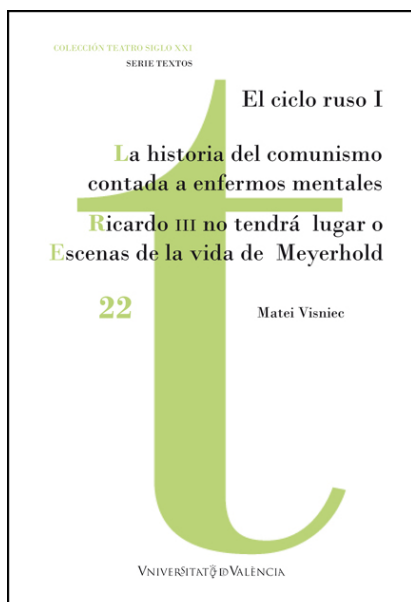 COLECCIÓN TEATRO SIGLO XXI
SERIE TEXTOS
El ciclo ruso I
La historia del comunismo
contada a enfermos mentales
Ricardo III no tendrá lugar o
Escenas de la vida de Meyerhold
22
Matei Visniec
t
VNIVERSITAT ID VALÈNCIA